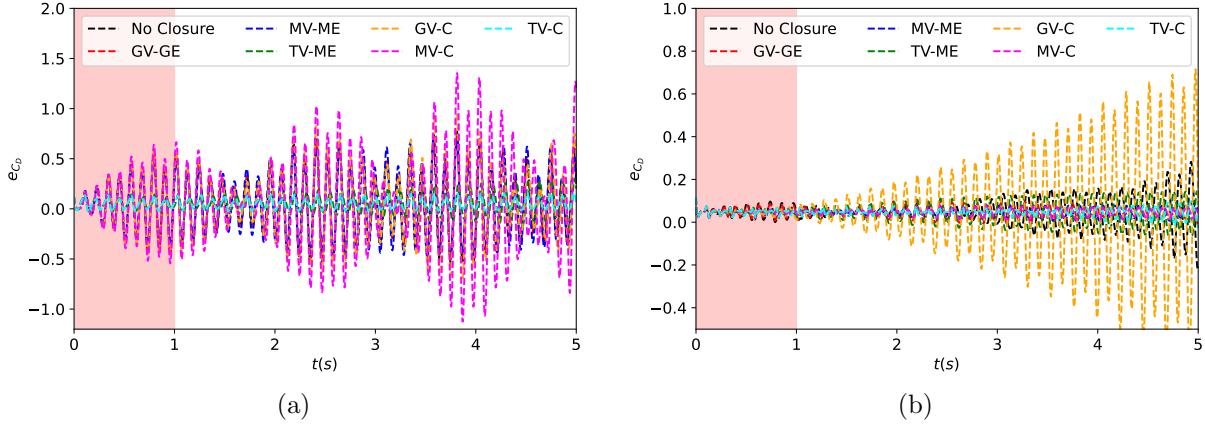 No Closure MV-ME GV-C TV-C
GV-GE TV-ME MV-C
2.0
1.5
1.0
0.5
0.0
−0.5
−1.0
e_{C_D}
0 1 2 3 4 5
t(s)
(a)
No Closure MV-ME GV-C TV-C
GV-GE TV-ME MV-C
1.0
0.8
0.6
0.4
0.2
0.0
−0.2
−0.4
e_{C_D}
0 1 2 3 4 5
t(s)
(b)